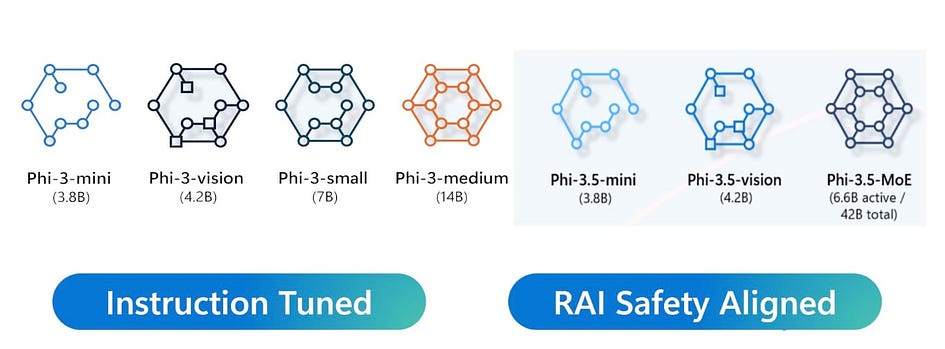 Phi-3-mini
(3.8B)
Phi-3-vision
(4.2B)
Phi-3-small
(7B)
Phi-3-medium
(14B)
Phi-3.5-mini
(3.8B)
Phi-3.5-vision
(4.2B)
Phi-3.5-MoE
(6.6B active /
42B total)
Instruction Tuned
RAI Safety Aligned